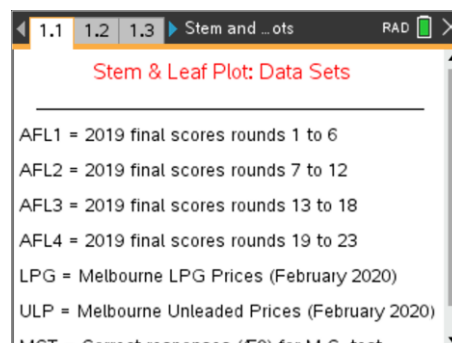 1.1 1.2 1.3 Stem and ...ots RAD
Stem & Leaf Plot: Data Sets
AFL1 = 2019 final scores rounds 1 to 6
AFL2 = 2019 final scores rounds 7 to 12
AFL3 = 2019 final scores rounds 13 to 18
AFL4 = 2019 final scores rounds 19 to 23
LPG = Melbourne LPG Prices (February 2020)
ULP = Melbourne Unleaded Prices (February 2020)